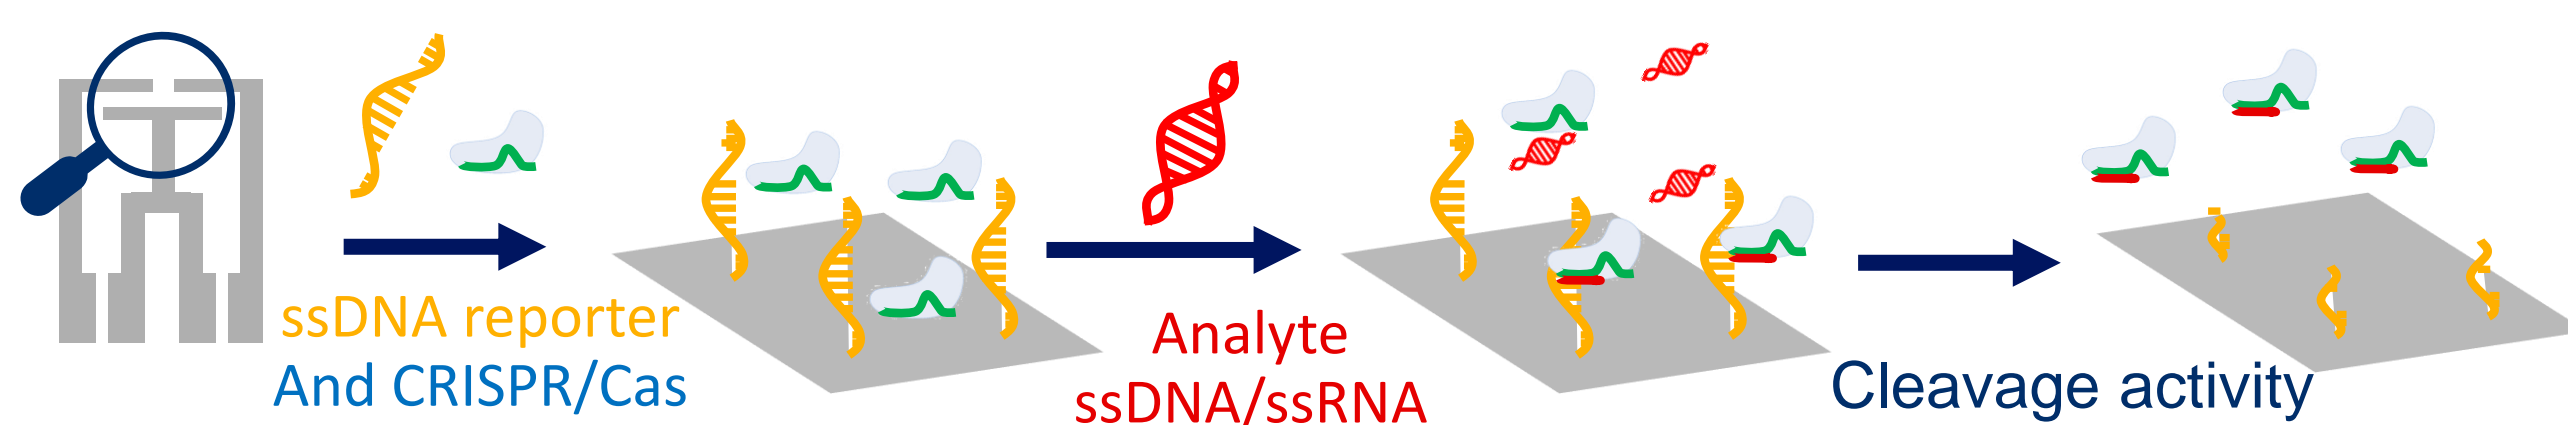 ssDNA reporter
And CRISPR/Cas
Analyte
ssDNA/ssRNA
Cleavage activity